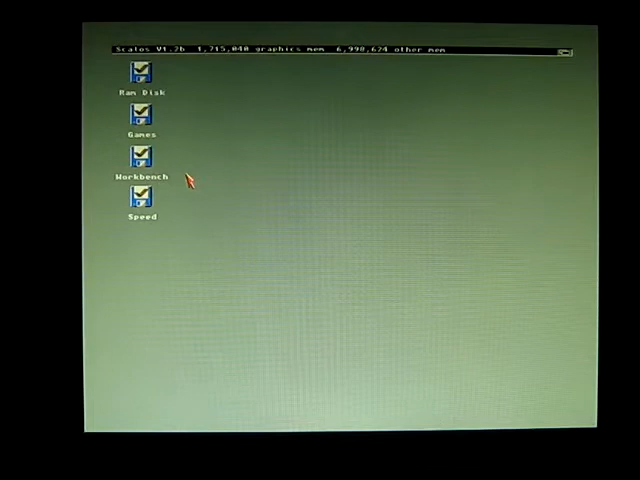 Scalos V1.2b 1,715,040 graphics mem 6,998,624 other mem
Ram Disk
Games
Workbench
Speed